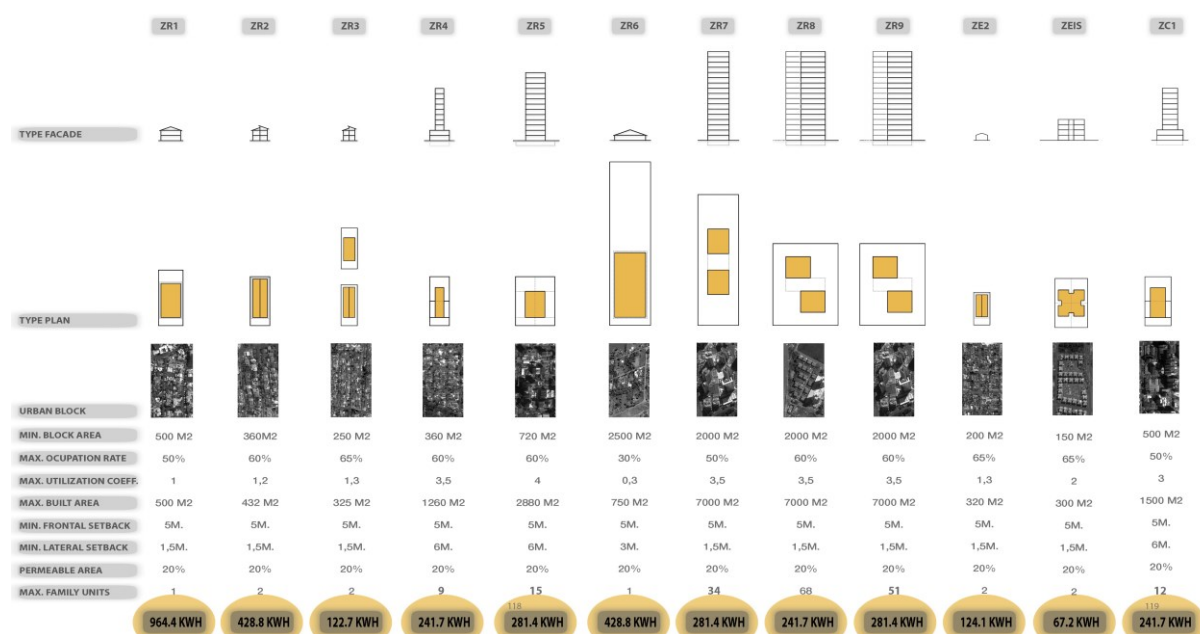 ZR1 ZR2 ZR3 ZR4 ZR5 ZR6 ZR7 ZR8 ZR9 ZE2 ZEIS ZC1
TYPE FACADE
TYPE PLAN
URBAN BLOCK
MIN. BLOCK AREA 500 M2 360M2 250 M2 360 M2 720 M2 2500 M2 2000 M2 2000 M2 2000 M2 200 M2 150 M2 500 M2
MAX. OCUPATION RATE 50% 60% 65% 60% 60% 30% 50% 60% 60% 65% 65% 50%
MAX. UTILIZATION COEFF. 1 1,2 1,3 3,5 4 0,3 3,5 3,5 3,5 1,3 2 3
MAX. BUILT AREA 500 M2 432 M2 325 M2 1260 M2 2880 M2 750 M2 7000 M2 7000 M2 7000 M2 320 M2 300 M2 1500 M2
MIN. FRONTAL SETBACK 5M. 5M. 5M. 5M. 5M. 5M. 5M. 5M. 5M. 5M. 5M. 5M.
MIN. LATERAL SETBACK 1,5M. 1,5M. 1,5M. 6M. 6M. 3M. 1,5M. 1,5M. 1,5M. 1,5M. 1,5M. 6M.
PERMEABLE AREA 20% 20% 20% 20% 20% 20% 20% 20% 20% 20% 20% 20%
MAX. FAMILY UNITS 1 2 2 9 15 1 34 68 51 2 2 12
118 119
964.4 KWH 428.8 KWH 122.7 KWH 241.7 KWH 281.4 KWH 428.8 KWH 281.4 KWH 241.7 KWH 281.4 KWH 124.1 KWH 67.2 KWH 241.7 KWH